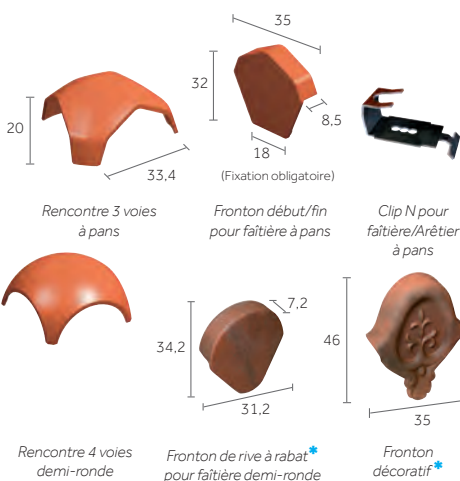 35
32
8,5
20
18
33,4
(Fixation obligatoire)
Rencontre 3 voies
à pans
Fronton début/fin
pour faîtière à pans
Clip N pour
faîtière/Arêtier
à pans
7,2
34,2
46
31,2
35
Rencontre 4 voies
demi-ronde
Fronton de rive à rabat*
pour faîtière demi-ronde
Fronton
décoratif*